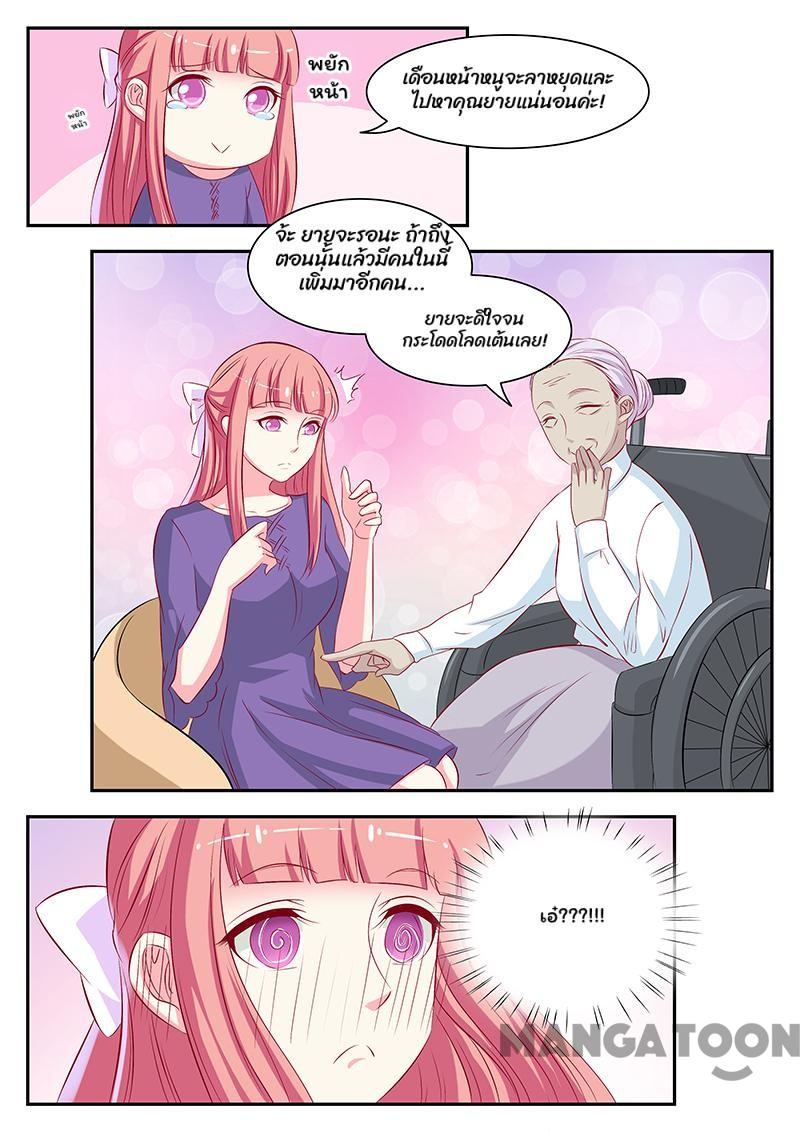 พยัก
หน้า
พยัก
หน้า
เดือนหน้าหนูจะลาหยุดและ
ไปหาคุณยายแน่นอนค่ะ!
จ้ะ ยายจะรอนะ ถ้าถึง
ตอนนั้นแล้วมีคนในนี้
เพิ่มมาอีกคน...
ยายจะดีใจจน
กระโดดโลดเต้นเลย!
เอ๋???!!!
MANGATOON